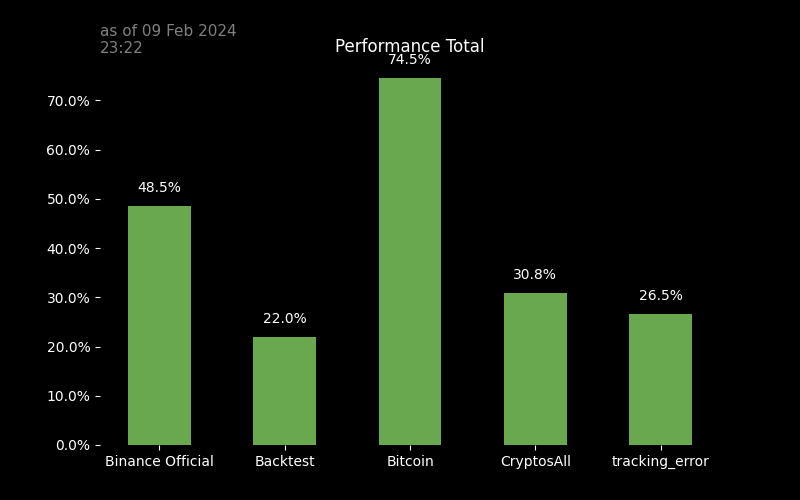 as of 09 Feb 2024
23:22
Performance Total
74.5%
70.0%
60.0%
50.0%
48.5%
40.0%
30.0%
30.8%
26.5%
20.0%
22.0%
10.0%
0.0%
Binance Official
Backtest
Bitcoin
CryptosAll
tracking_error